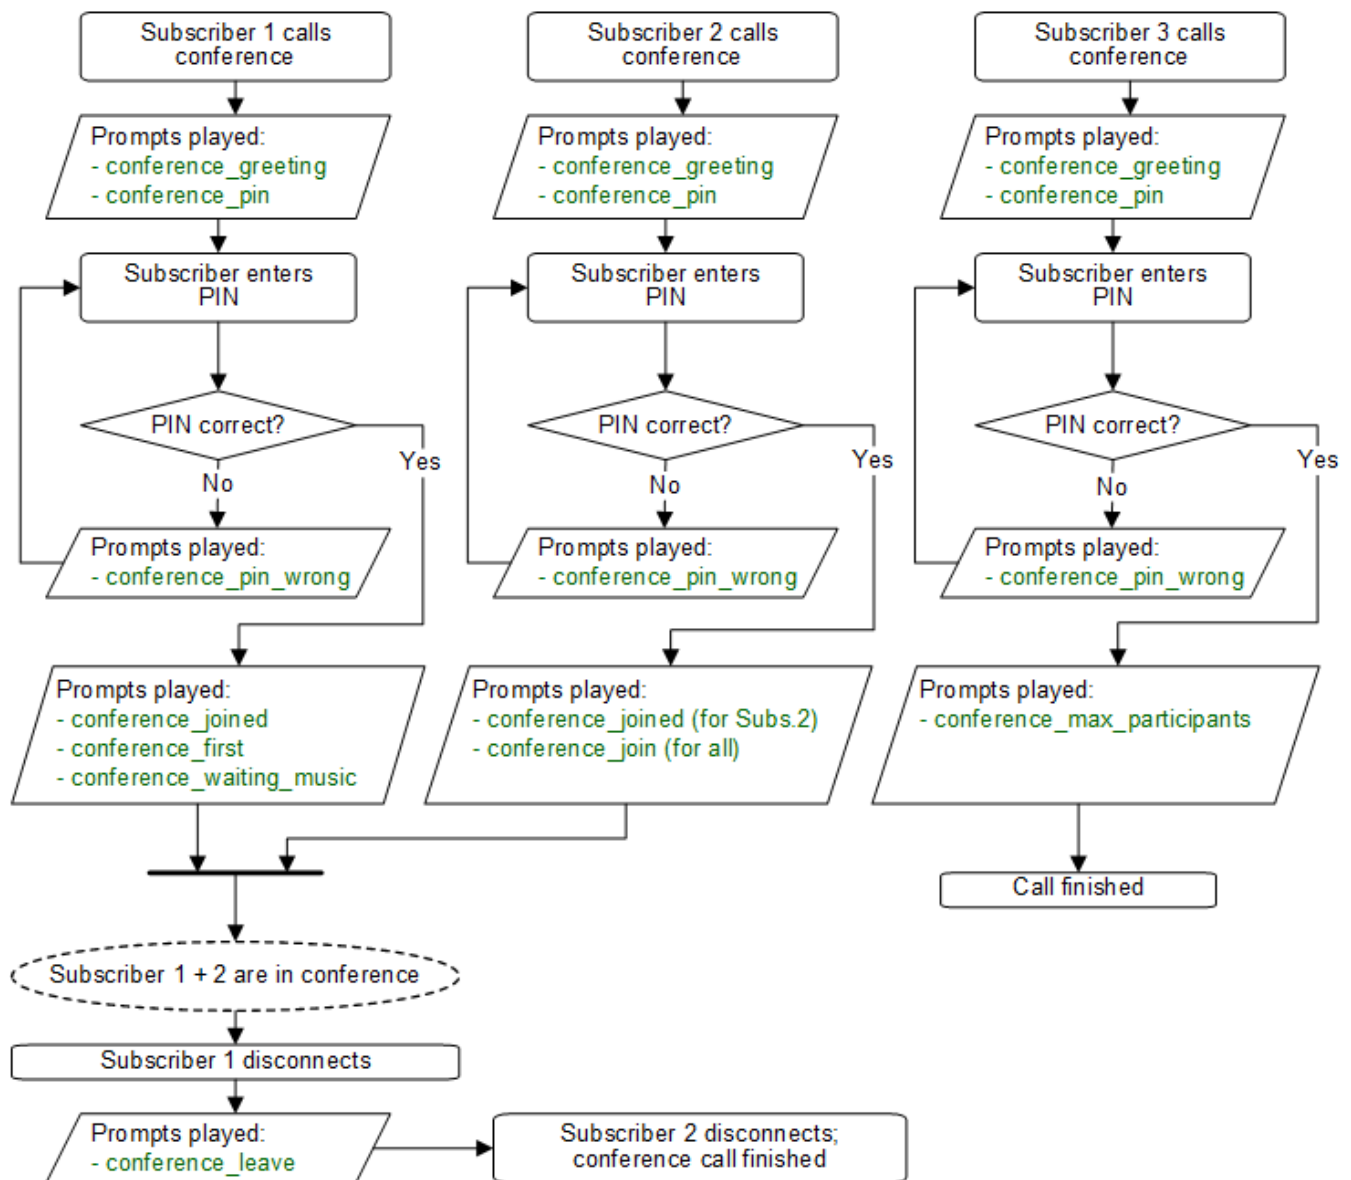 Subscriber 1 calls
conference
Prompts played:
- conference_greeting
- conference_pin
Subscriber enters
PIN
PIN correct?
Yes
No
Prompts played:
- conference_pin_wrong
Prompts played:
- conference_joined
- conference_first
- conference_waiting_music
Subscriber 2 calls
conference
Prompts played:
- conference_greeting
- conference_pin
Subscriber enters
PIN
PIN correct?
Yes
No
Prompts played:
- conference_pin_wrong
Prompts played:
- conference_joined (for Subs.2)
- conference_join (for all)
Subscriber 3 calls
conference
Prompts played:
- conference_greeting
- conference_pin
Subscriber enters
PIN
PIN correct?
Yes
No
Prompts played:
- conference_pin_wrong
Prompts played:
- conference_max_participants
Call finished
Subscriber 1 + 2 are in conference
Subscriber 1 disconnects
Prompts played:
- conference_leave
Subscriber 2 disconnects;
conference call finished